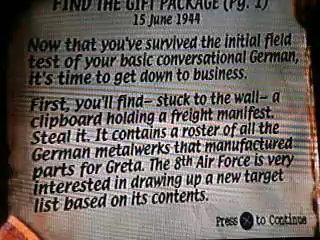 FIND THE GIFT PACKAGE (Pg. 1)
15 June 1944
Now that you've survived the initial field
test of your basic conversational German,
it's time to get down to business.
First, you'll find– stuck to the wall– a
clipboard holding a freight manifest.
Steal it. It contains a roster of all the
German metalwerks that manufactured
parts for Greta. The 8th Air Force is very
interested in drawing up a new target
list based on its contents.
Press X to Continue